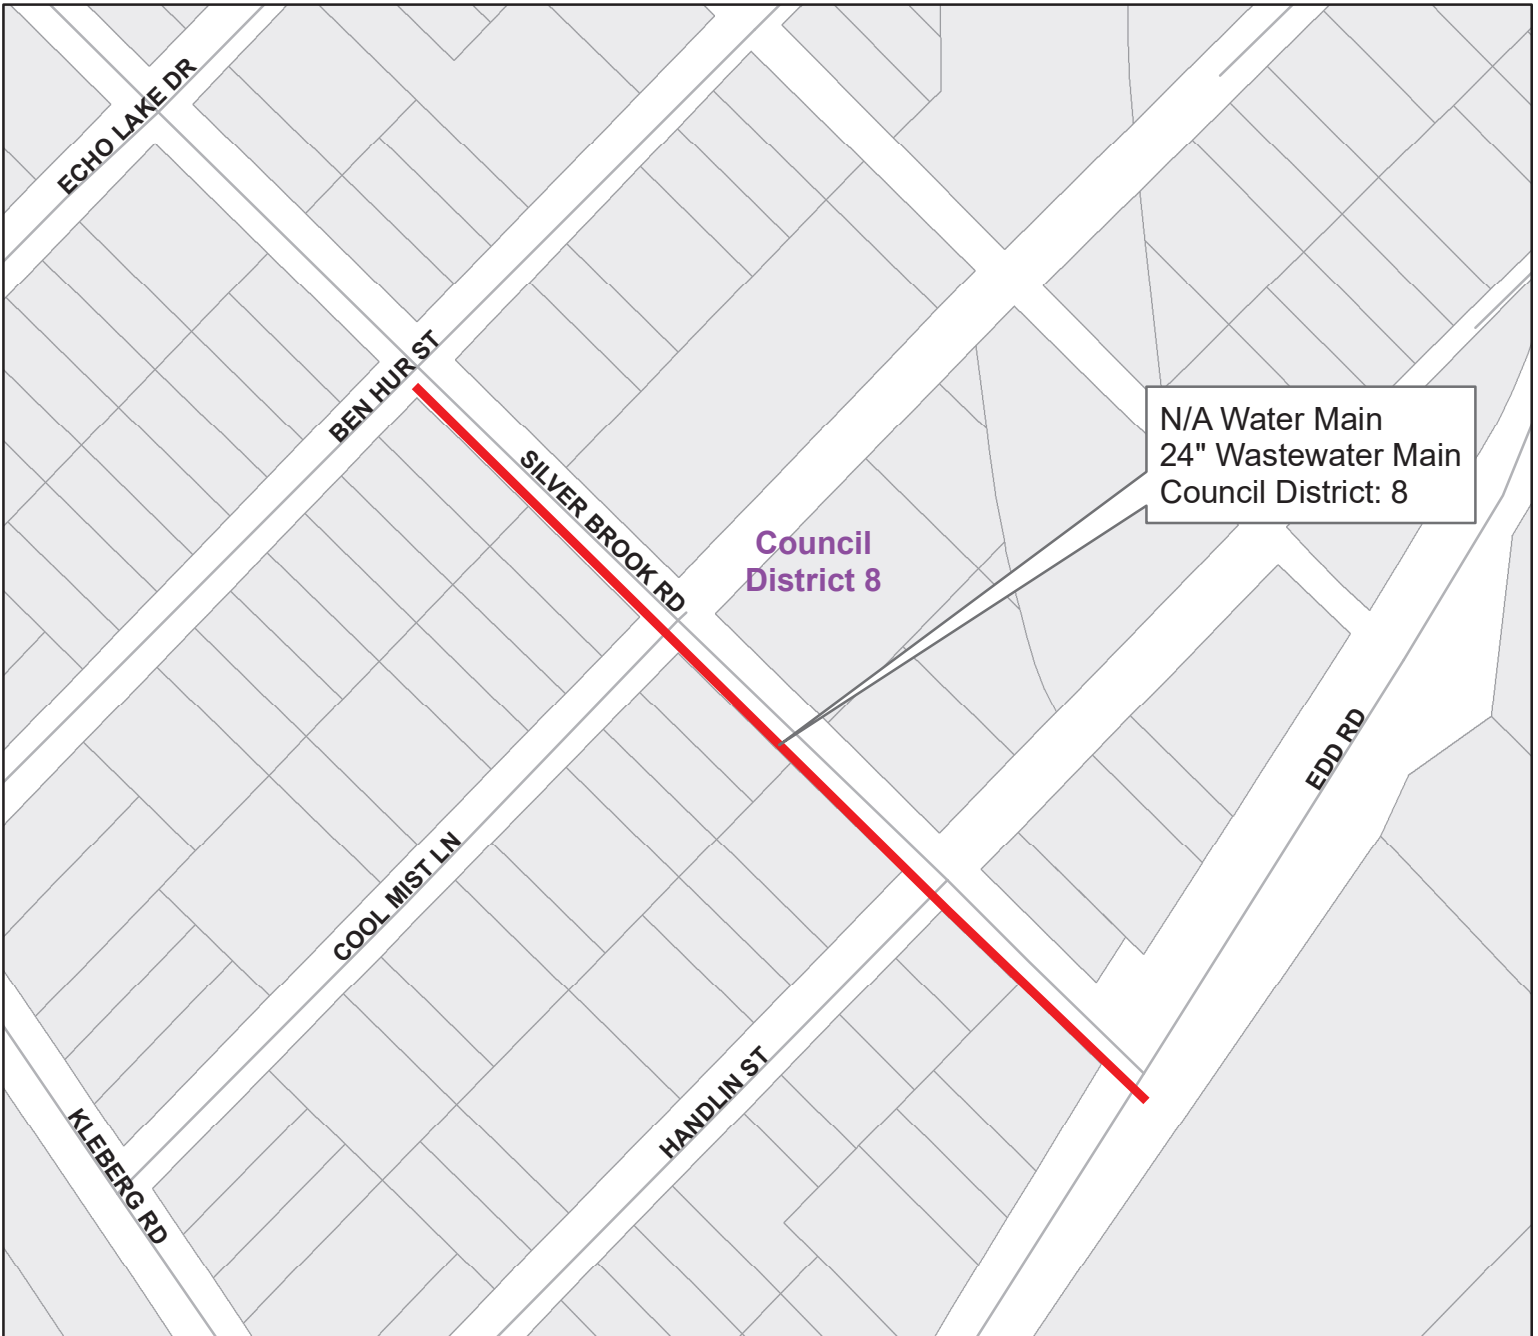 ECHO LAKE DR
BEN HUR ST
SILVER BROOK RD
N/A Water Main
24" Wastewater Main
Council District: 8
Council
District 8
EDD RD
COOL MIST LN
HANDLIN ST
KLEBERG RD